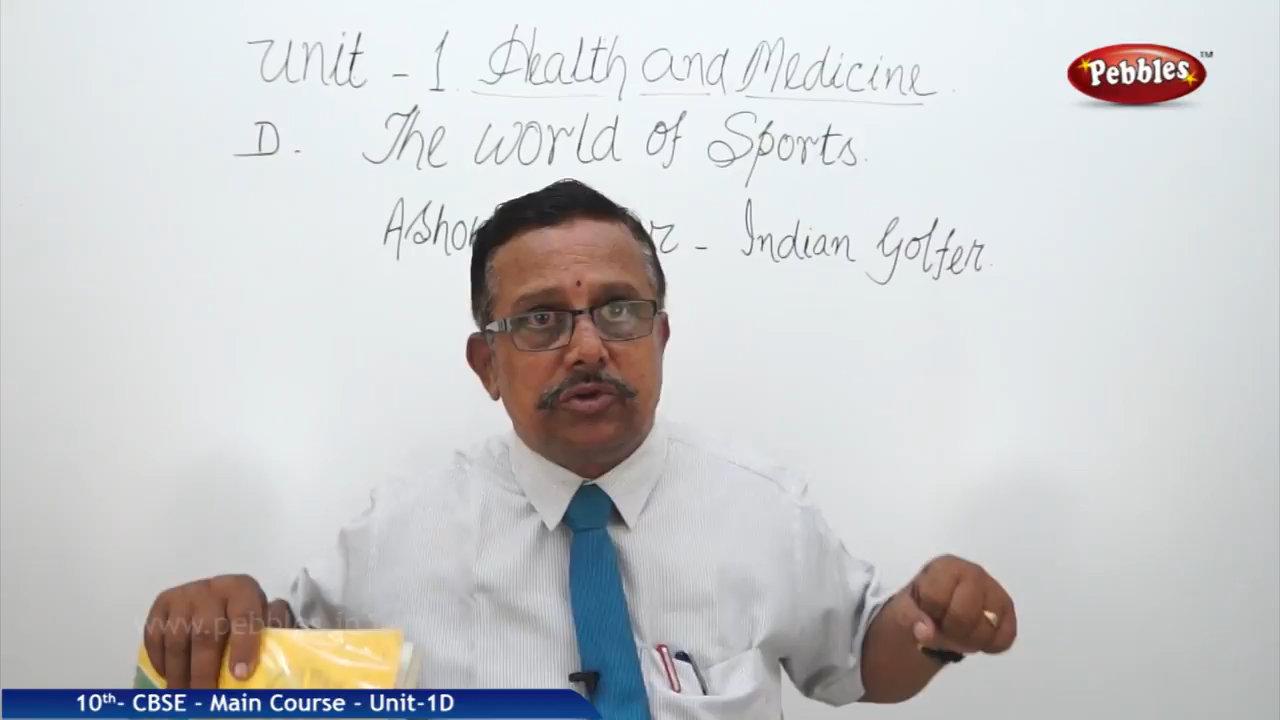 Unit - 1. Health and Medicine.
Pebbles™
D. The World of Sports.
- Indian Golfer.
www.pebbles.in
10th- CBSE - Main Course - Unit-1D